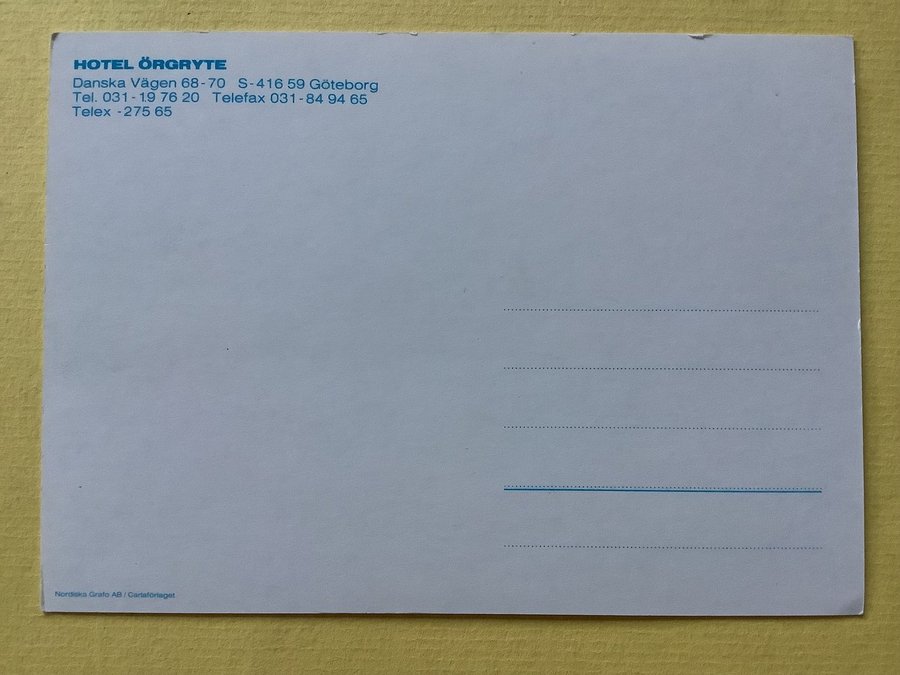 HOTEL ÖRGRYTE
Danska Vägen 68-70 S-416 59 Göteborg
Tel. 031-19 76 20 Telefax 031-84 94 65
Telex -275 65
Nordiska Grafo AB / Cartaförlaget